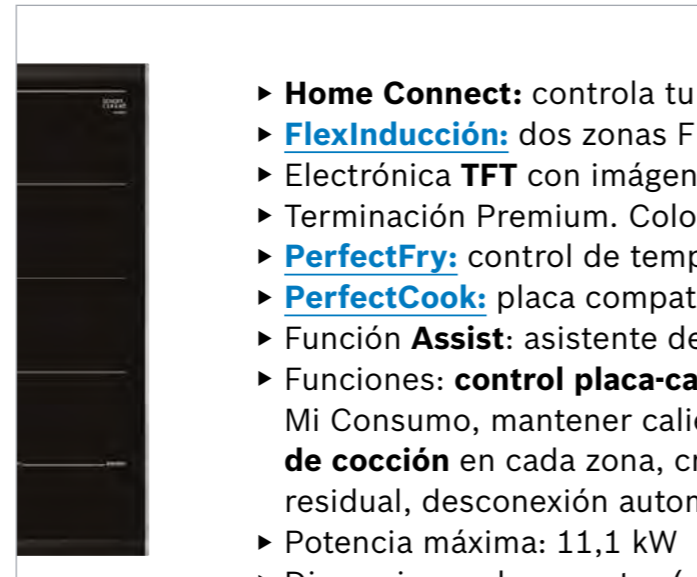 ▸ Home Connect: controla tu
▸ FlexInducción: dos zonas F
▸ Electrónica TFT con imágen
▸ Terminación Premium. Colo
▸ PerfectFry: control de temp
▸ PerfectCook: placa compat
▸ Función Assist: asistente de
▸ Funciones: control placa-ca
Mi Consumo, mantener calie
de cocción en cada zona, cr
residual, desconexión autom
▸ Potencia máxima: 11,1 kW